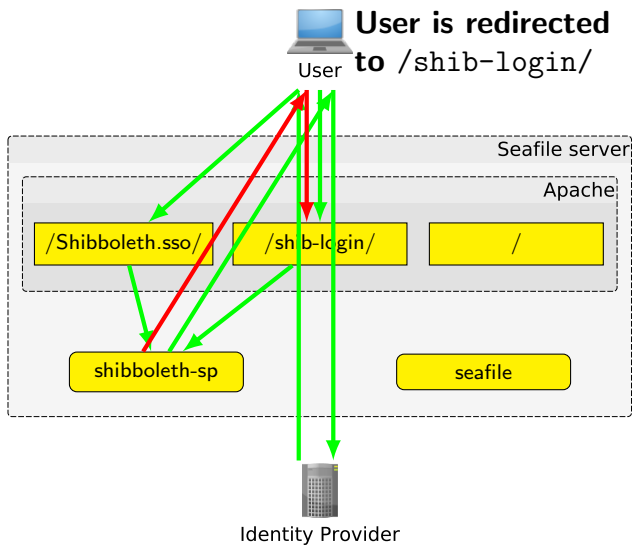 User is redirected
to /shib-login/
User
Seafile server
Apache
/Shibboleth.sso/
/shib-login/
/
shibboleth-sp
seafile
Identity Provider